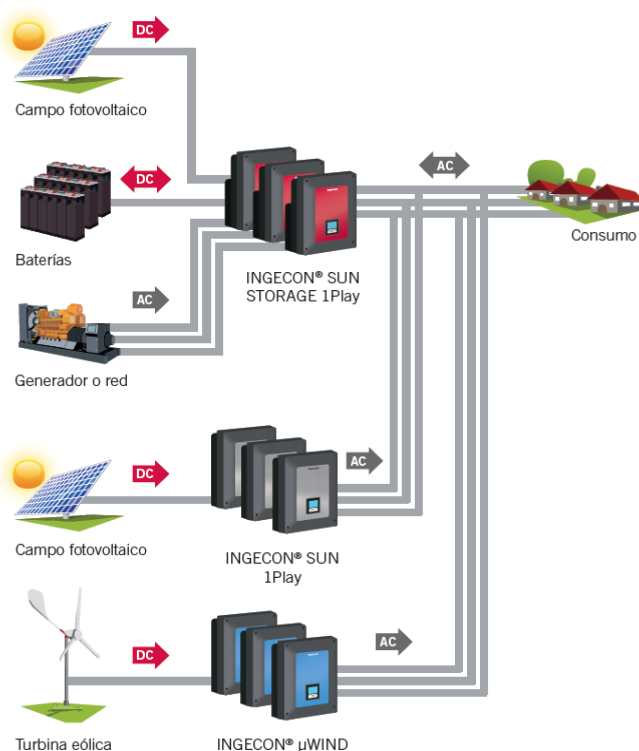 DC
Campo fotovoltaico
DC
AC
Baterías
Consumo
INGECON® SUN
STORAGE 1Play
AC
Generador o red
DC
AC
Campo fotovoltaico
INGECON® SUN
1Play
DC
AC
Turbina eólica
INGECON® µWIND